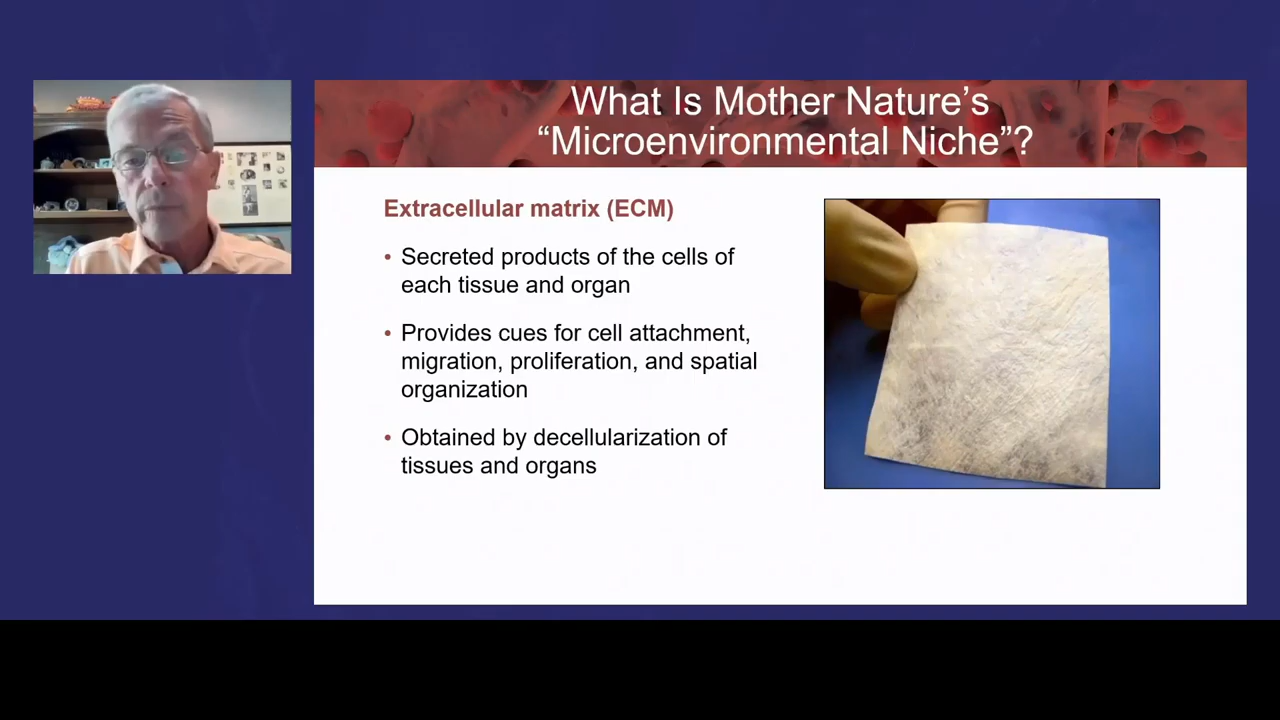 What Is Mother Nature’s
“Microenvironmental Niche”?
Extracellular matrix (ECM)
• Secreted products of the cells of
each tissue and organ
• Provides cues for cell attachment,
migration, proliferation, and spatial
organization
• Obtained by decellularization of
tissues and organs